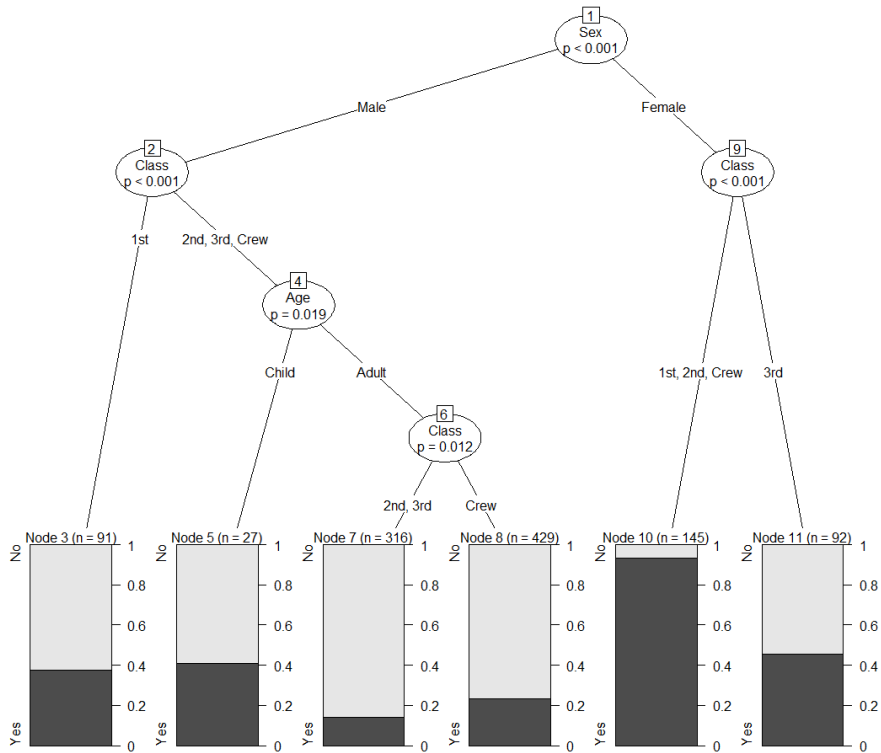 1
Sex
p < 0.001
Male
Female
2
Class
p < 0.001
9
Class
p < 0.001
1st
2nd, 3rd, Crew
4
Age
p = 0.019
Child
Adult
1st, 2nd, Crew
3rd
6
Class
p = 0.012
2nd, 3rd
Crew
Node 3 (n = 91)
No
Yes
1
0.8
0.6
0.4
0.2
0
Node 5 (n = 27)
No
Yes
1
0.8
0.6
0.4
0.2
0
Node 7 (n = 316)
No
Yes
1
0.8
0.6
0.4
0.2
0
Node 8 (n = 429)
No
Yes
1
0.8
0.6
0.4
0.2
0
Node 10 (n = 145)
No
Yes
1
0.8
0.6
0.4
0.2
0
Node 11 (n = 92)
No
Yes
1
0.8
0.6
0.4
0.2
0